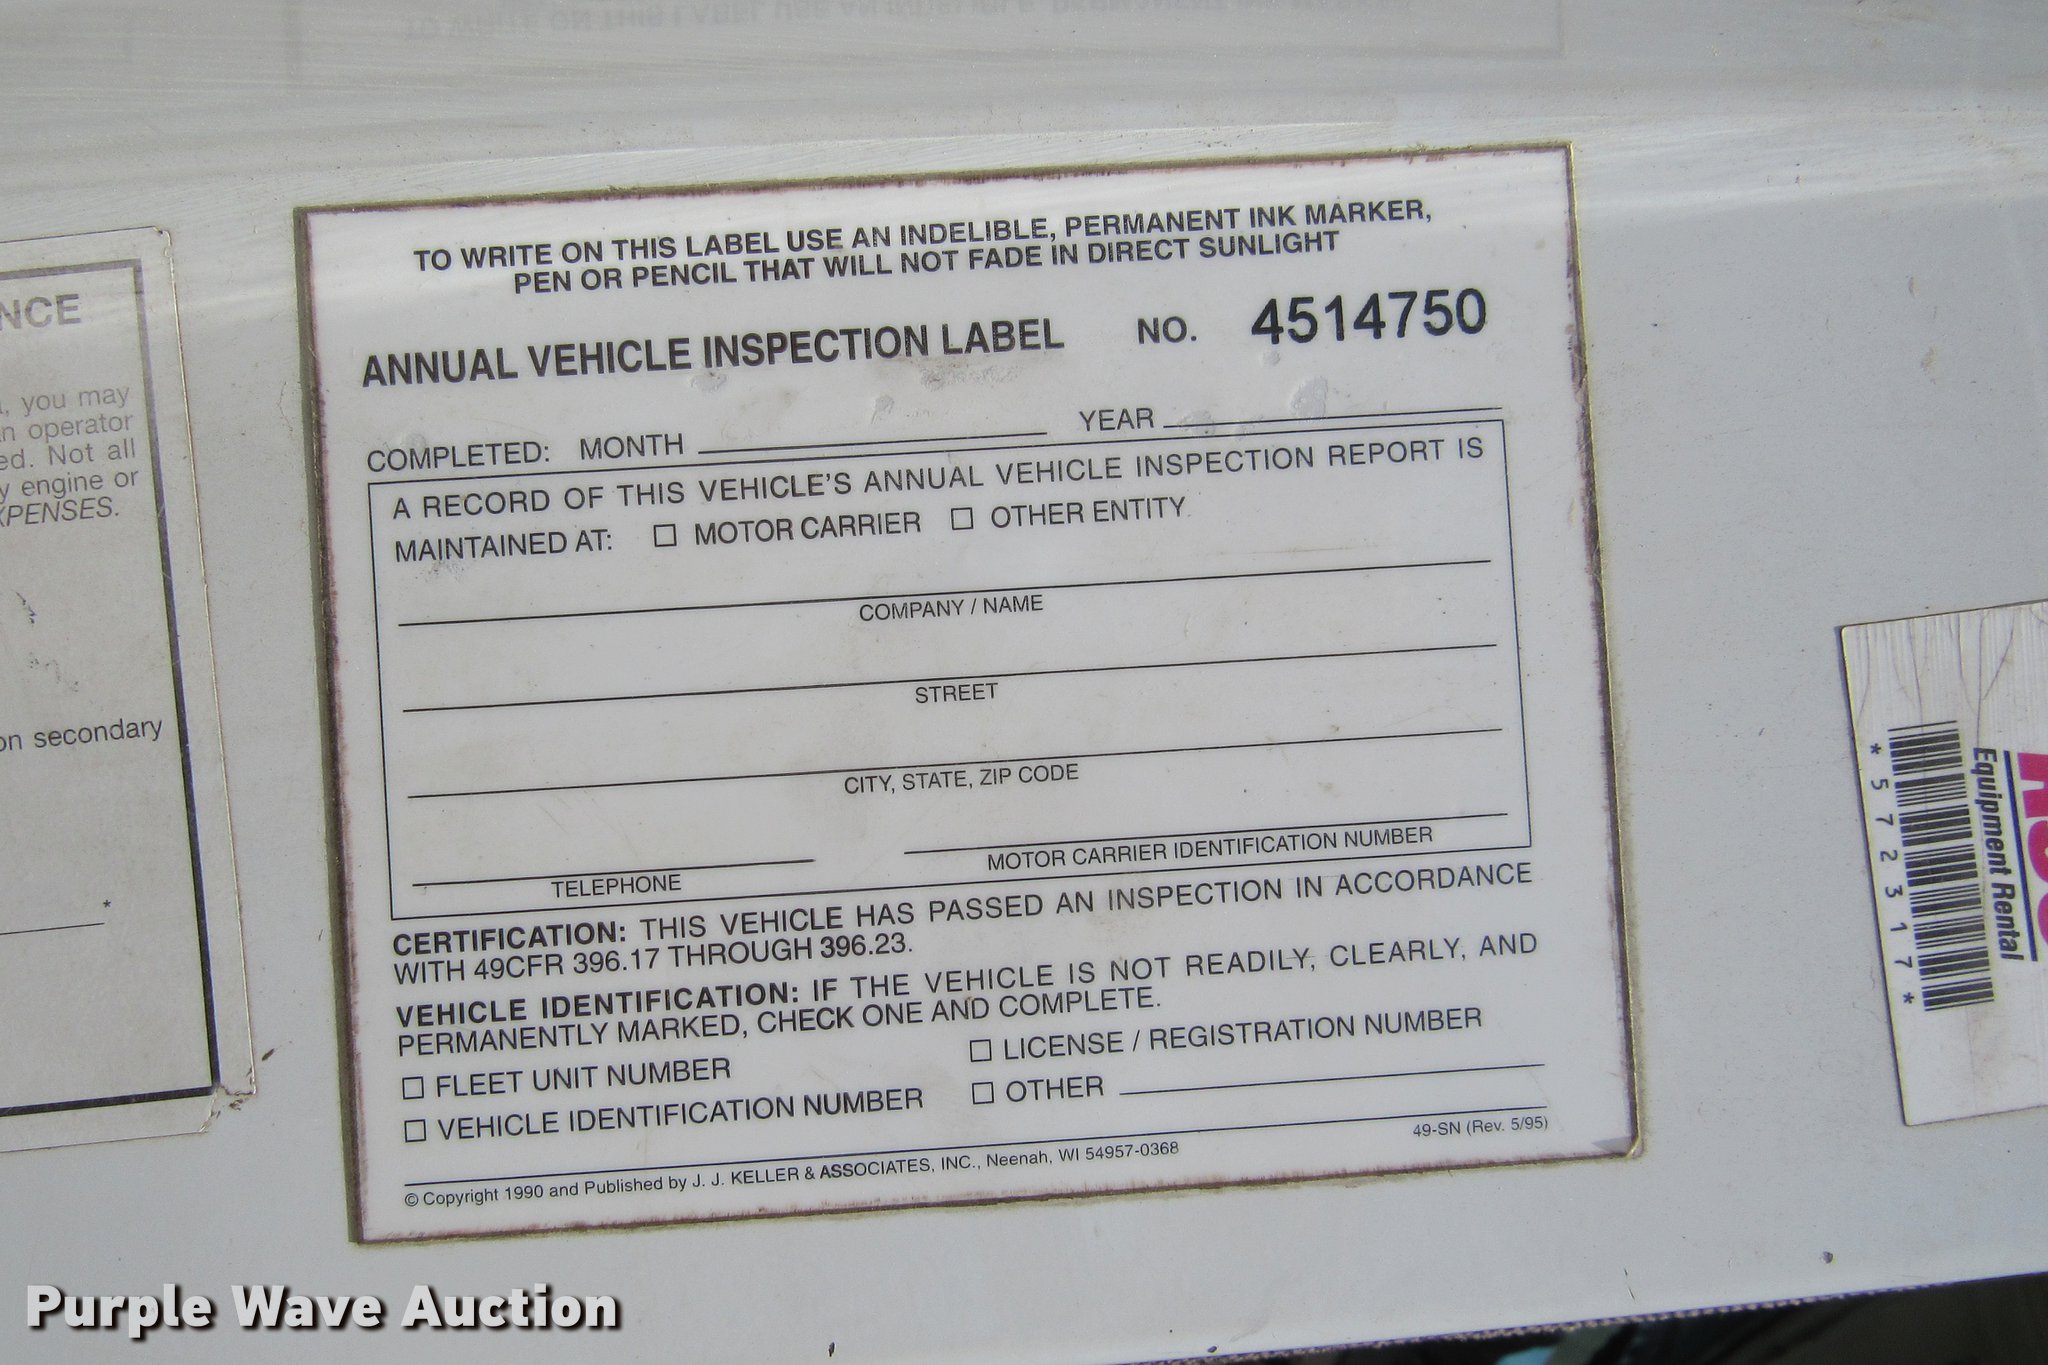 TO WRITE ON THIS LABEL USE AN INDELIBLE, PERMANENT INK MARKER,
PEN OR PENCIL THAT WILL NOT FADE IN DIRECT SUNLIGHT
ANNUAL VEHICLE INSPECTION LABEL NO. 4514750
COMPLETED: MONTH YEAR
A RECORD OF THIS VEHICLE'S ANNUAL VEHICLE INSPECTION REPORT IS
MAINTAINED AT: ☐ MOTOR CARRIER ☐ OTHER ENTITY
COMPANY / NAME
STREET
CITY, STATE, ZIP CODE
TELEPHONE MOTOR CARRIER IDENTIFICATION NUMBER
CERTIFICATION: THIS VEHICLE HAS PASSED AN INSPECTION IN ACCORDANCE
WITH 49CFR 396.17 THROUGH 396.23.
VEHICLE IDENTIFICATION: IF THE VEHICLE IS NOT READILY, CLEARLY, AND
PERMANENTLY MARKED, CHECK ONE AND COMPLETE.
☐ FLEET UNIT NUMBER ☐ LICENSE / REGISTRATION NUMBER
☐ VEHICLE IDENTIFICATION NUMBER ☐ OTHER
49-SN (Rev. 5/95)
© Copyright 1990 and Published by J. J. KELLER & ASSOCIATES, INC., Neenah, WI 54957-0368
you may
operator
Not all
engine or
secondary
*
Equipment Rental
*572317*
Purple Wave Auction